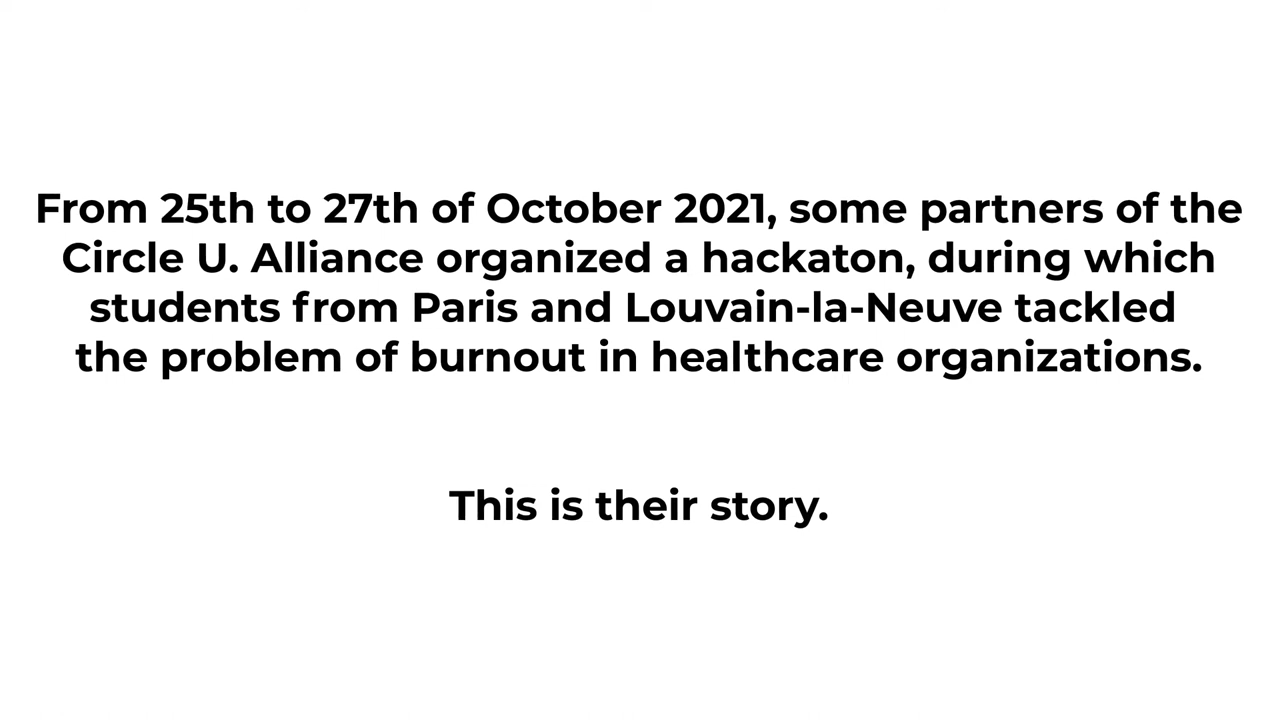 From 25th to 27th of October 2021, some partners of the
Circle U. Alliance organized a hackaton, during which
students from Paris and Louvain-la-Neuve tackled
the problem of burnout in healthcare organizations.
This is their story.